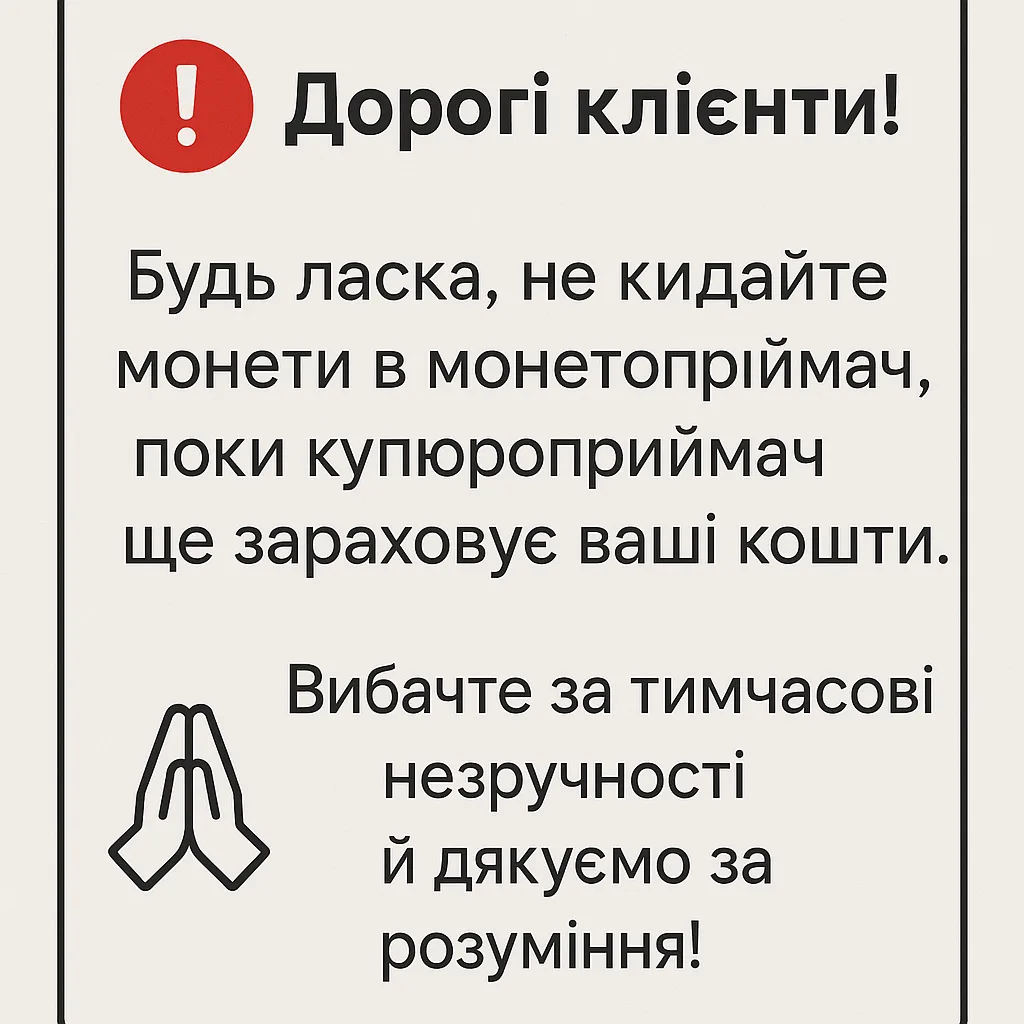 Дорогі клієнти!
Будь ласка, не кидайте
монети в монетопріймач,
поки купюроприймач
ще зараховує ваші кошти.
Вибачте за тимчасові
незручності
й дякуємо за
розуміння!